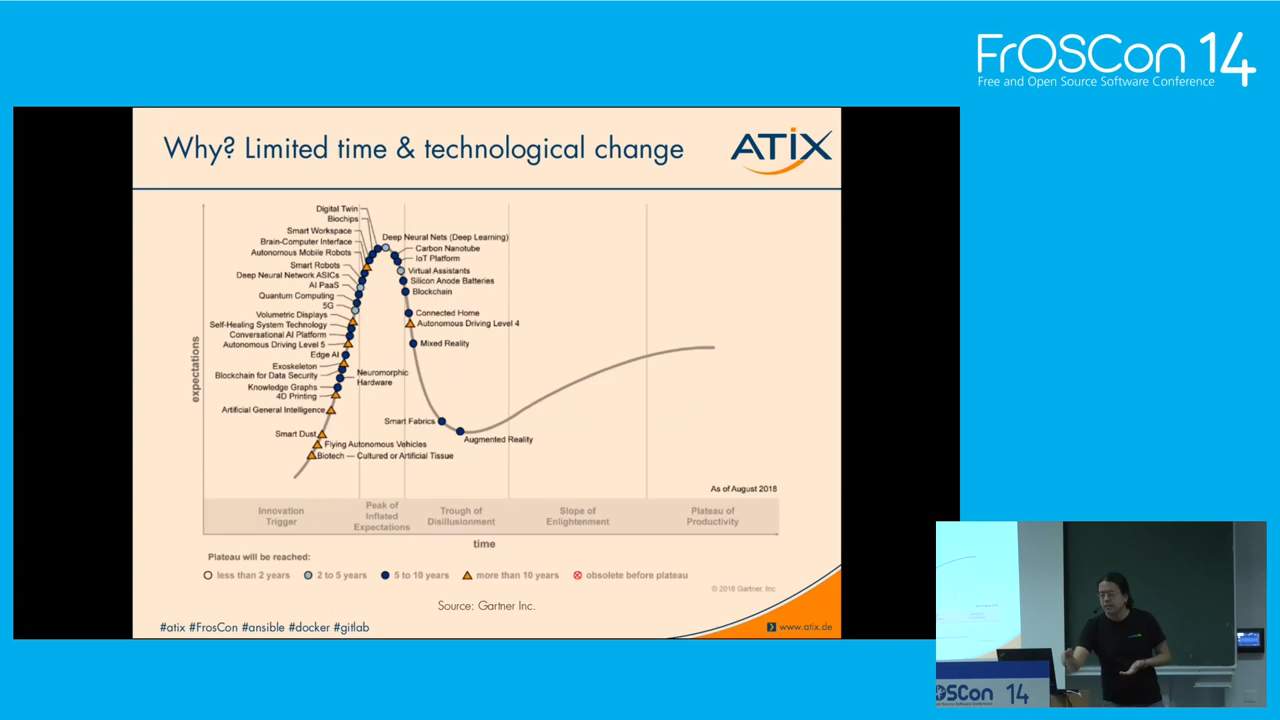 FrOSCon 14
Free and Open Source Software Conference
Why? Limited time & technological change
ATIX
expectations
Digital Twin
Biochips
Smart Workspace
Brain-Computer Interface
Autonomous Mobile Robots
Smart Robots
Deep Neural Network ASICs
AI PaaS
Quantum Computing
5G
Volumetric Displays
Self-Healing System Technology
Conversational AI Platform
Autonomous Driving Level 5
Edge AI
Exoskeleton
Blockchain for Data Security
Neuromorphic
Hardware
Knowledge Graphs
4D Printing
Artificial General Intelligence
Smart Dust
Flying Autonomous Vehicles
Biotech — Cultured or Artificial Tissue
Deep Neural Nets (Deep Learning)
Carbon Nanotube
IoT Platform
Virtual Assistants
Silicon Anode Batteries
Blockchain
Connected Home
Autonomous Driving Level 4
Mixed Reality
Smart Fabrics
Augmented Reality
As of August 2018
Innovation
Trigger
Peak of
Inflated
Expectations
Trough of
Disillusionment
Slope of
Enlightenment
Plateau of
Productivity
time
Plateau will be reached:
less than 2 years
2 to 5 years
5 to 10 years
more than 10 years
obsolete before plateau
© 2018 Gartner, Inc.
Source: Gartner Inc.
#atix #FrosCon #ansible #docker #gitlab
www.atix.de
OSCon 14
Source Software Conference